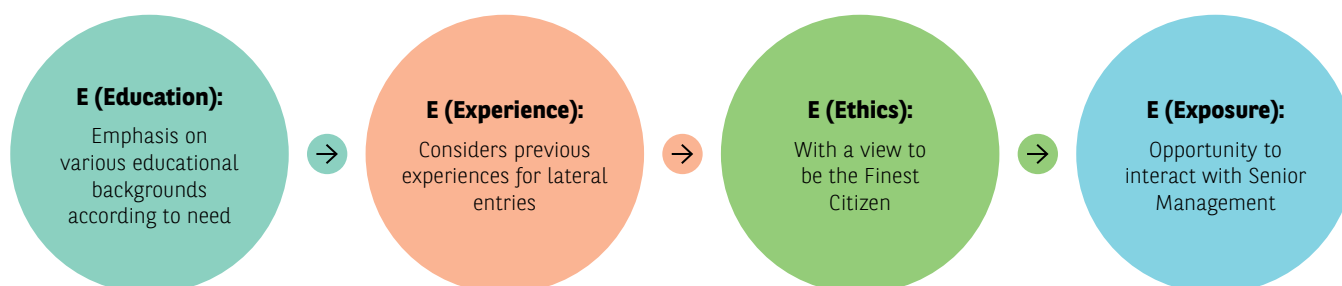 E (Education):
Emphasis on
various educational
backgrounds
according to need
E (Experience):
Considers previous
experiences for lateral
entries
E (Ethics):
With a view to
be the Finest
Citizen
E (Exposure):
Opportunity to
interact with Senior
Management